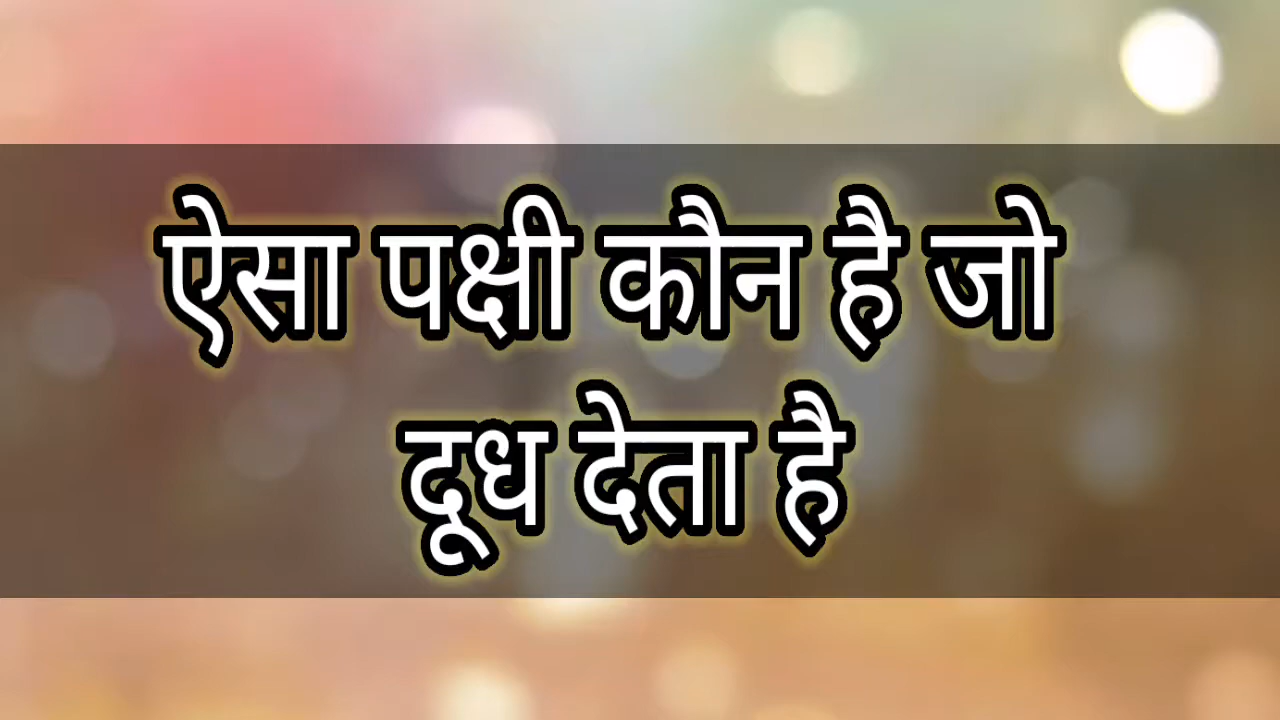 ऐसा पक्षी कौन है जो
दूध देता है